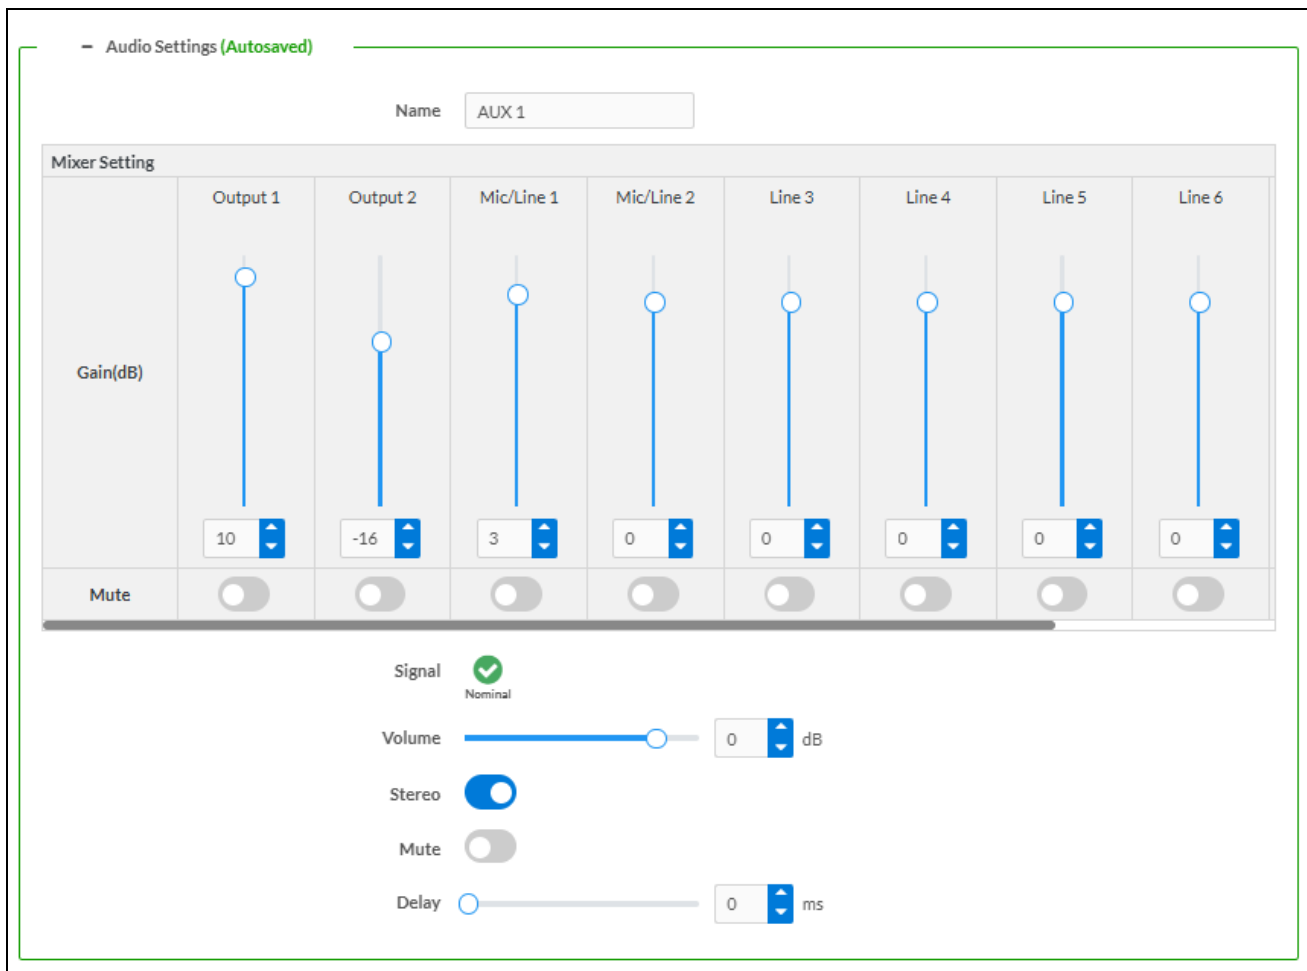 − Audio Settings (Autosaved)
Name AUX 1
Mixer Setting
Output 1 Output 2 Mic/Line 1 Mic/Line 2 Line 3 Line 4 Line 5 Line 6
Gain(dB)
10 -16 3 0 0 0 0 0
Mute
Signal
Nominal
Volume 0 dB
Stereo
Mute
Delay 0 ms